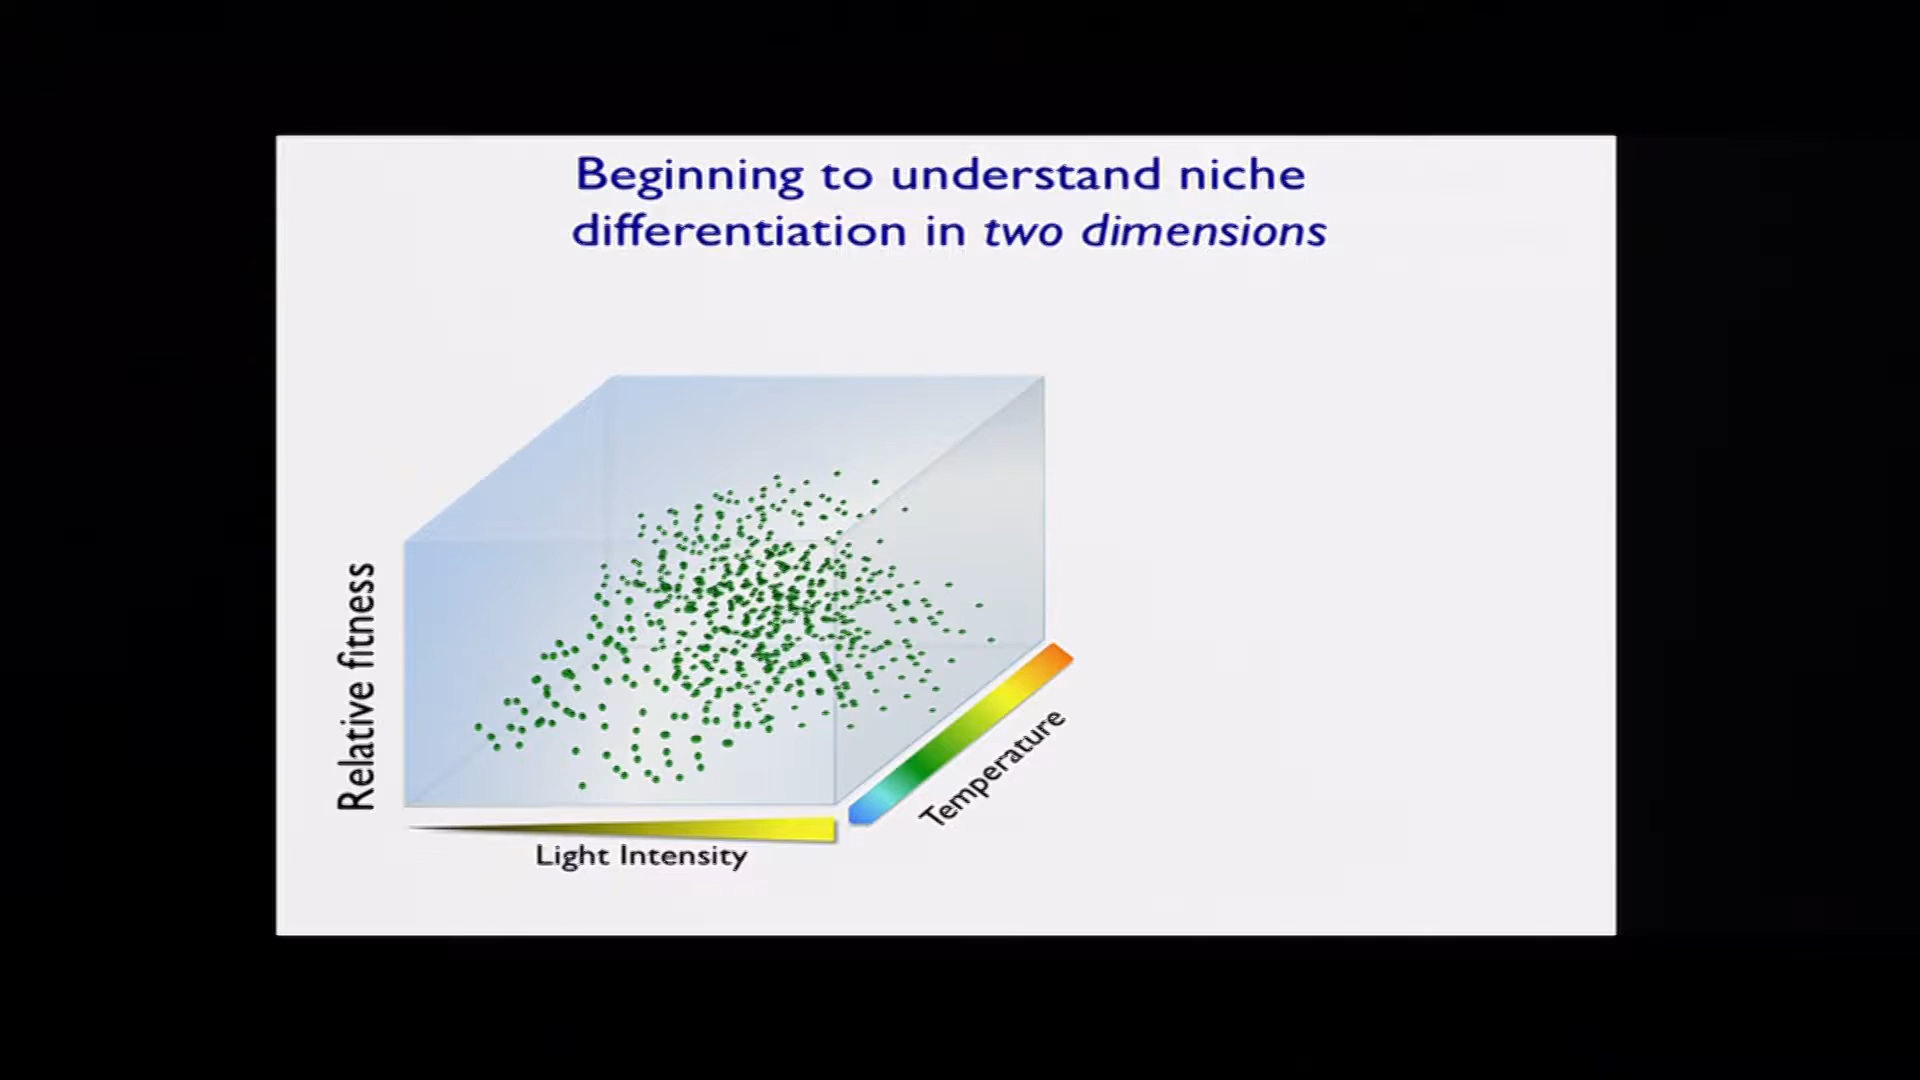 Beginning to understand niche
differentiation in two dimensions
Relative fitness
Temperature
Light Intensity